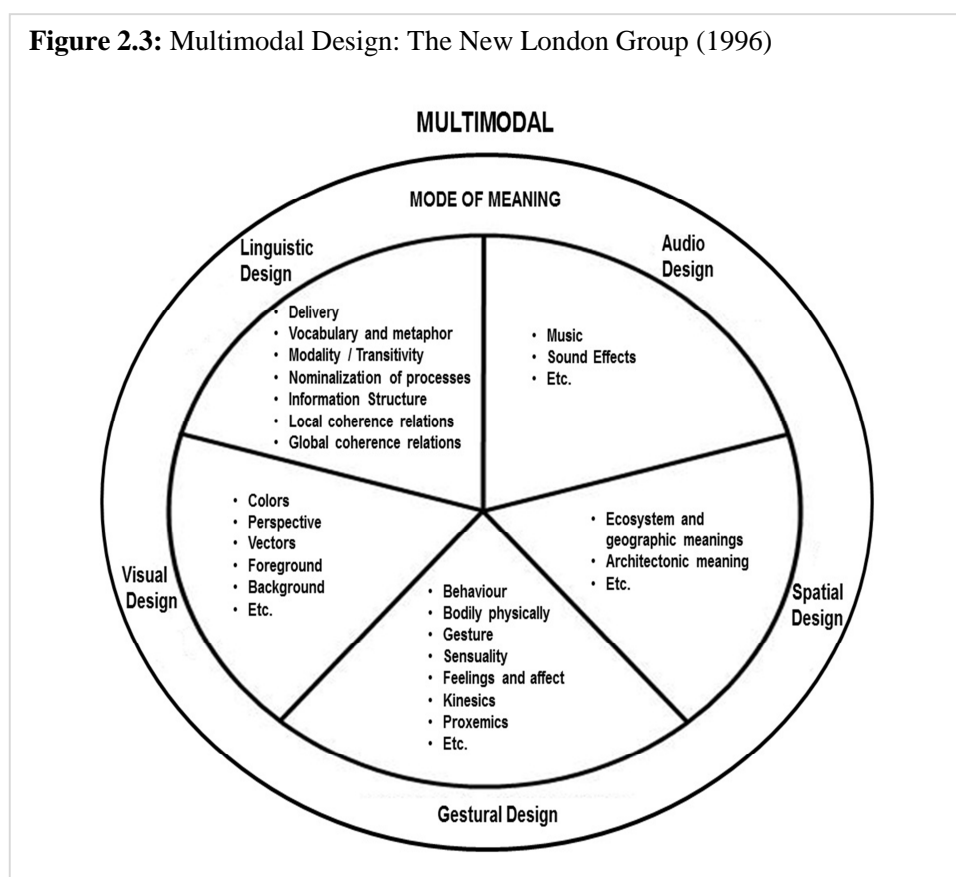 Figure 2.3: Multimodal Design: The New London Group (1996)
MULTIMODAL
MODE OF MEANING
Linguistic
Design
• Delivery
• Vocabulary and metaphor
• Modality / Transitivity
• Nominalization of processes
• Information Structure
• Local coherence relations
• Global coherence relations
Audio
Design
• Music
• Sound Effects
• Etc.
Visual
Design
• Colors
• Perspective
• Vectors
• Foreground
• Background
• Etc.
• Ecosystem and
geographic meanings
• Architectonic meaning
• Etc.
Spatial
Design
• Behaviour
• Bodily physically
• Gesture
• Sensuality
• Feelings and affect
• Kinesics
• Proxemics
• Etc.
Gestural Design